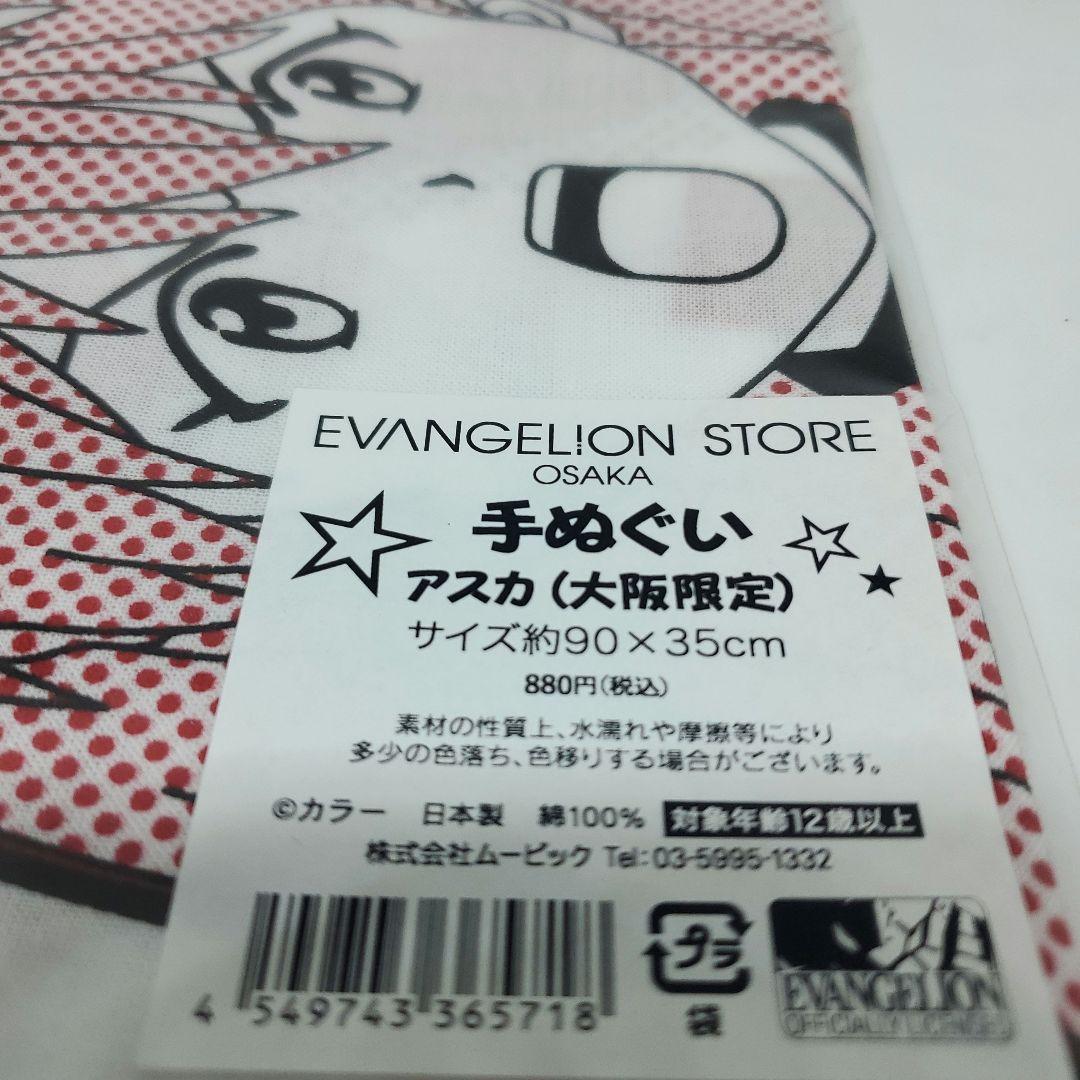 EVANGEL!ON STORE
OSAKA
手ぬぐい
アスカ(大阪限定)
サイズ約90×35cm
880円(税込)
素材の性質上、水濡れや摩擦等により
多少の色落ち、色移りする場合がございます。
©カラー 日本製 綿100% 対象年齢12歳以上
株式会社ムービック Tel:03-5995-1332
4 549743 365718
プラ
袋
EVANGELION
OFFICIALLY LICENSED